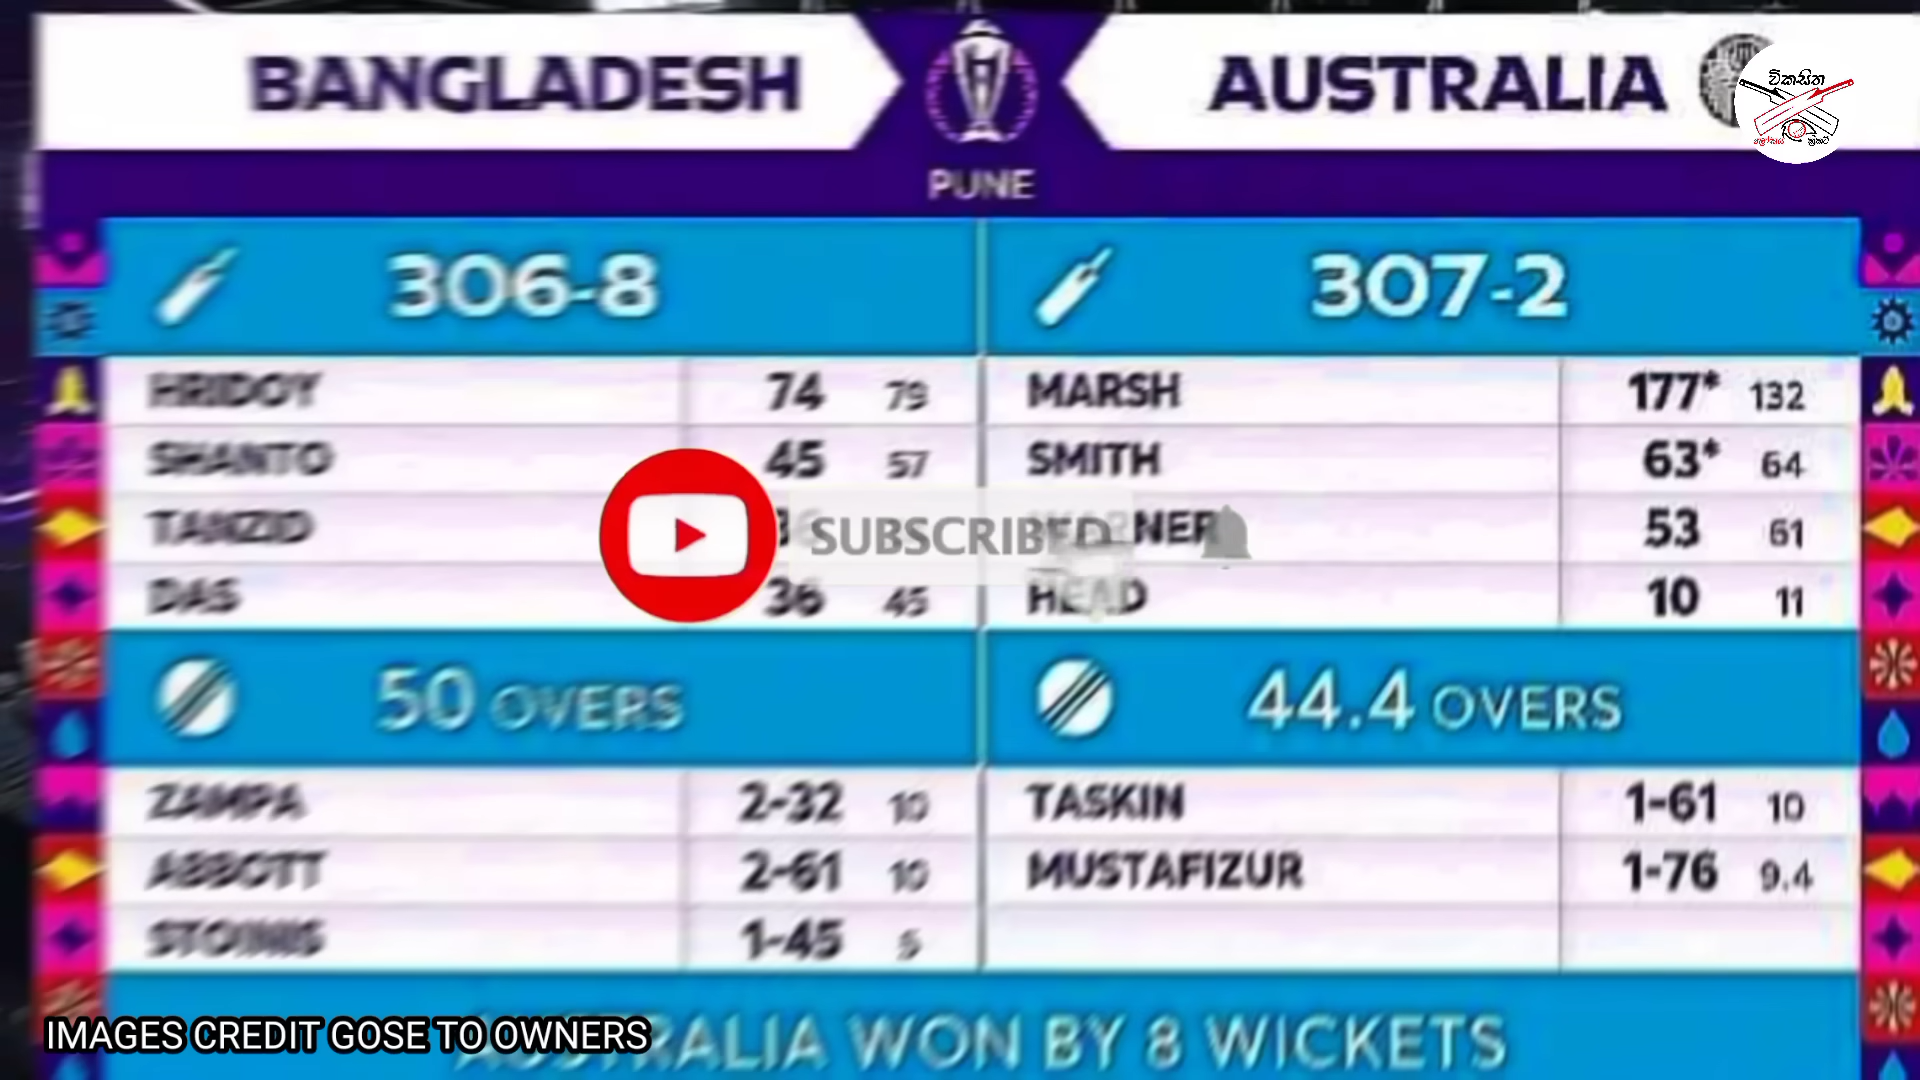 BANGLADESH AUSTRALIA
විකසිත
PUNE
306-8 307-2
HRIDOY 74 79 MARSH 177* 132
SHANTO 45 57 SMITH 63* 64
TANZID SUBSCRIBED 53 61
DAS 36 45 HEAD 10 11
50 OVERS 44.4 OVERS
ZAMPA 2-32 10 TASKIN 1-61 10
ABBOTT 2-61 10 MUSTAFIZUR 1-76 9.4
STOINIS 1-45 5
WON BY 8 WICKETS
IMAGES CREDIT GOSE TO OWNERS